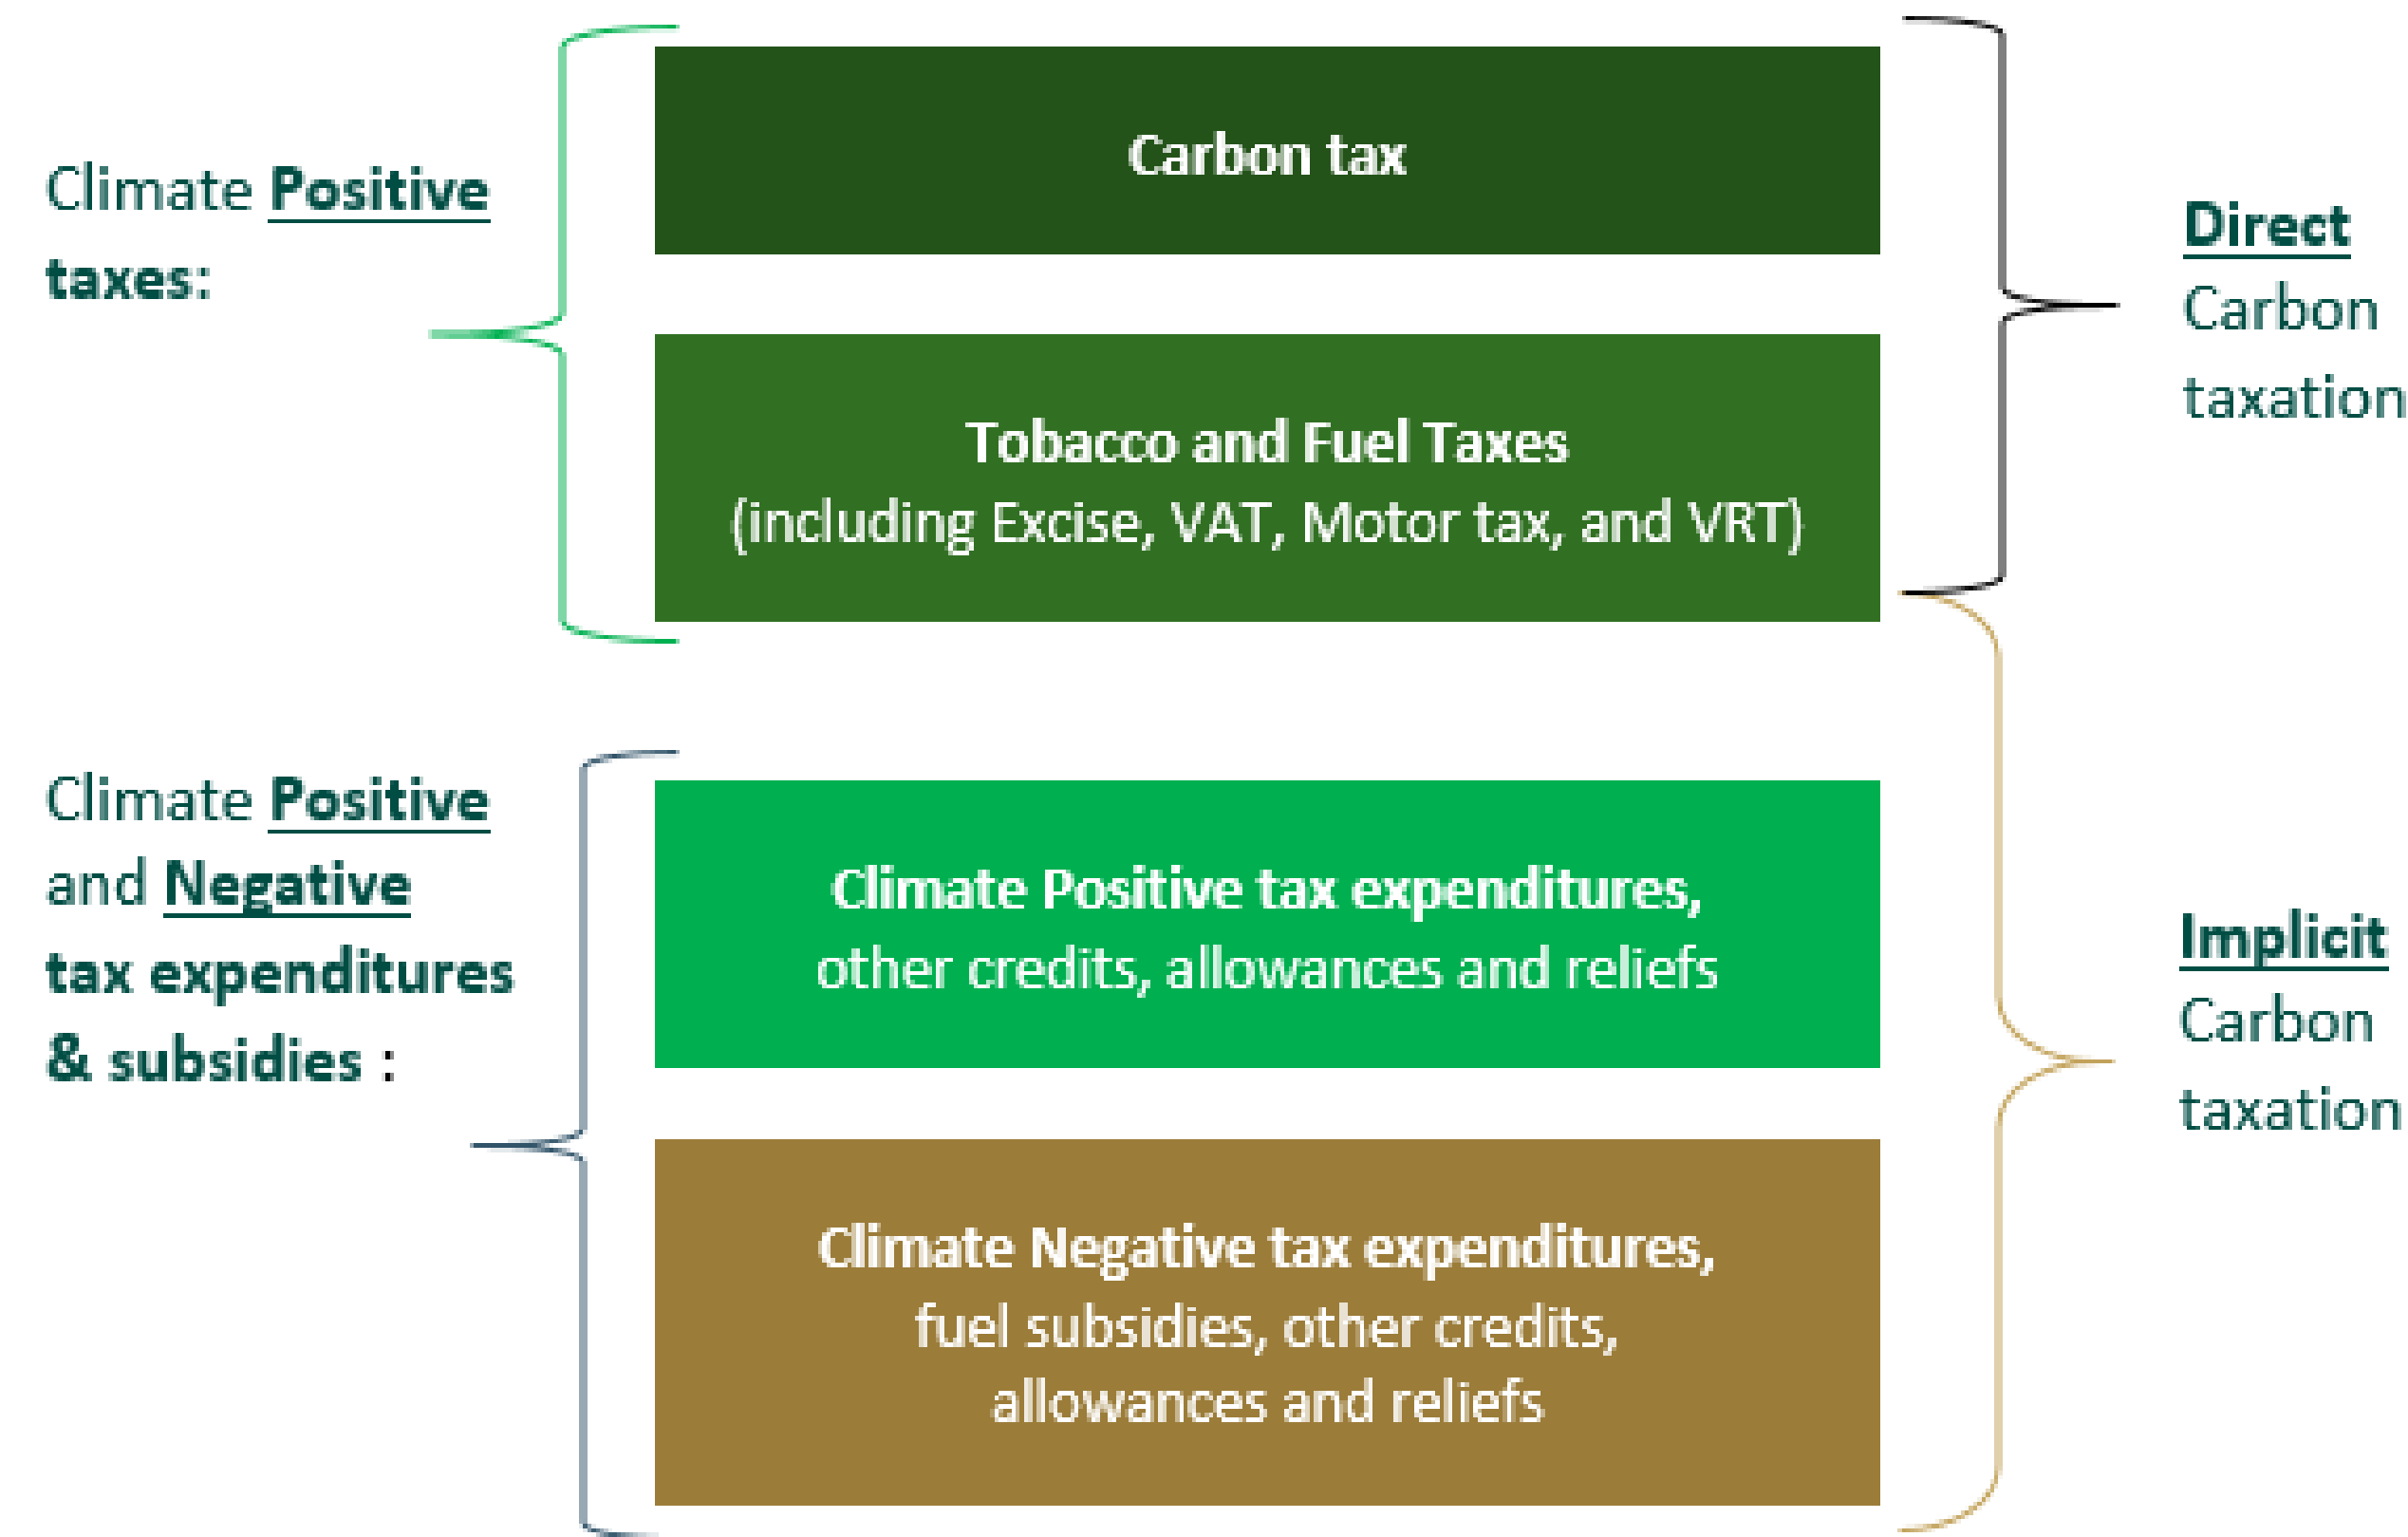 Climate Positive
taxes:
Carbon tax
Tobacco and Fuel Taxes
(including Excise, VAT, Motor tax, and VRT)
Direct
Carbon
taxation
Climate Positive
and Negative
tax expenditures
& subsidies :
Climate Positive tax expenditures,
other credits, allowances and reliefs
Climate Negative tax expenditures,
fuel subsidies, other credits,
allowances and reliefs
Implicit
Carbon
taxation